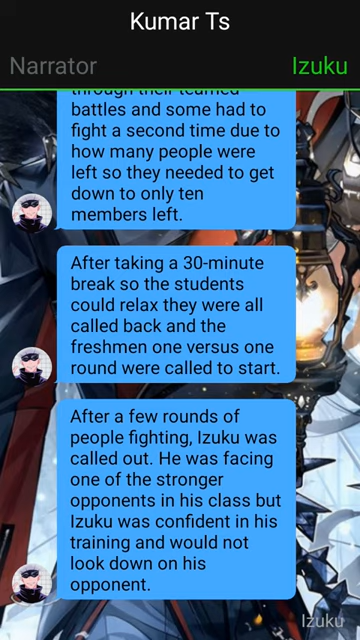 Kumar Ts
Narrator
Izuku
through their teamed
battles and some had to
fight a second time due to
how many people were
left so they needed to get
down to only ten
members left.
After taking a 30-minute
break so the students
could relax they were all
called back and the
freshmen one versus one
round were called to start.
After a few rounds of
people fighting, Izuku was
called out. He was facing
one of the stronger
opponents in his class but
Izuku was confident in his
training and would not
look down on his
opponent.
Izuku